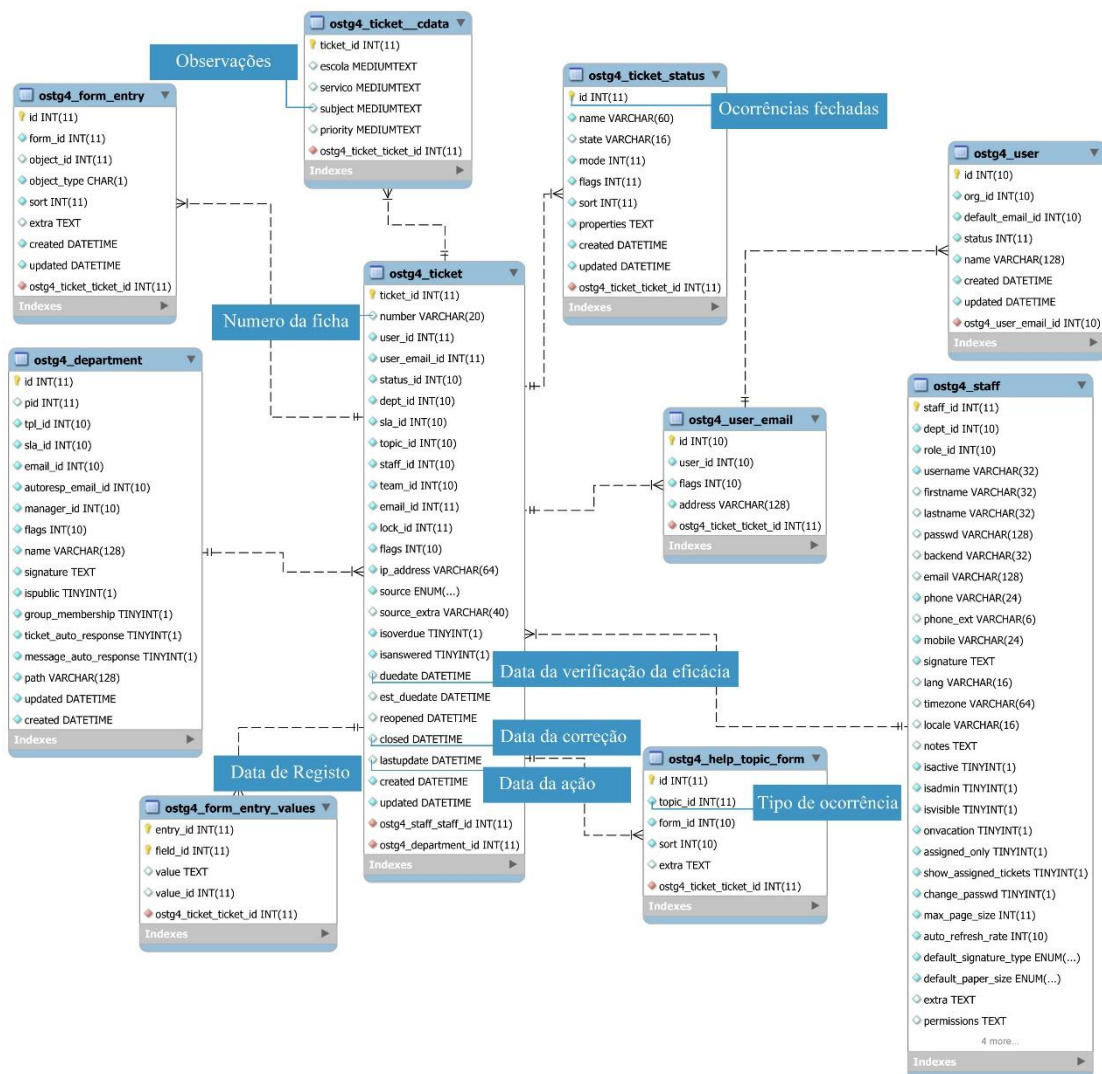 ostg4_ticket__cdata
ticket_id INT(11)
escola MEDIUMTEXT
servico MEDIUMTEXT
subject MEDIUMTEXT
priority MEDIUMTEXT
ostg4_ticket_ticket_id INT(11)
Indexes
Observações
ostg4_form_entry
id INT(11)
form_id INT(11)
object_id INT(11)
object_type CHAR(1)
sort INT(11)
extra TEXT
created DATETIME
updated DATETIME
ostg4_ticket_ticket_id INT(11)
Indexes
ostg4_ticket_status
id INT(11)
name VARCHAR(60)
state VARCHAR(16)
mode INT(11)
flags INT(11)
sort INT(11)
properties TEXT
created DATETIME
updated DATETIME
ostg4_ticket_ticket_id INT(11)
Indexes
Ocorrências fechadas
ostg4_user
id INT(10)
org_id INT(10)
default_email_id INT(10)
status INT(11)
name VARCHAR(128)
created DATETIME
updated DATETIME
ostg4_user_email_id INT(10)
Indexes
ostg4_ticket
ticket_id INT(11)
number VARCHAR(20)
user_id INT(11)
user_email_id INT(11)
status_id INT(10)
dept_id INT(10)
sla_id INT(10)
topic_id INT(10)
staff_id INT(10)
team_id INT(10)
email_id INT(11)
lock_id INT(11)
flags INT(10)
ip_address VARCHAR(64)
source ENUM(...)
source_extra VARCHAR(40)
isoverdue TINYINT(1)
isanswered TINYINT(1)
duedate DATETIME
est_duedate DATETIME
reopened DATETIME
closed DATETIME
lastupdate DATETIME
created DATETIME
updated DATETIME
ostg4_staff_staff_id INT(11)
ostg4_department_id INT(11)
Indexes
Numero da ficha
Data da verificação da eficácia
Data da correção
Data da ação
Data de Registo
ostg4_department
id INT(11)
pid INT(11)
tpl_id INT(10)
sla_id INT(10)
email_id INT(10)
autoresp_email_id INT(10)
manager_id INT(10)
flags INT(10)
name VARCHAR(128)
signature TEXT
ispublic TINYINT(1)
group_membership TINYINT(1)
ticket_auto_response TINYINT(1)
message_auto_response TINYINT(1)
path VARCHAR(128)
updated DATETIME
created DATETIME
Indexes
ostg4_user_email
id INT(10)
user_id INT(10)
flags INT(10)
address VARCHAR(128)
ostg4_ticket_ticket_id INT(11)
Indexes
ostg4_staff
staff_id INT(11)
dept_id INT(10)
role_id INT(10)
username VARCHAR(32)
firstname VARCHAR(32)
lastname VARCHAR(32)
passwd VARCHAR(128)
backend VARCHAR(32)
email VARCHAR(128)
phone VARCHAR(24)
phone_ext VARCHAR(6)
mobile VARCHAR(24)
signature TEXT
lang VARCHAR(16)
timezone VARCHAR(64)
locale VARCHAR(16)
notes TEXT
isactive TINYINT(1)
isadmin TINYINT(1)
isvisible TINYINT(1)
onvacation TINYINT(1)
assigned_only TINYINT(1)
show_assigned_tickets TINYINT(1)
change_passwd TINYINT(1)
max_page_size INT(11)
auto_refresh_rate INT(10)
default_signature_type ENUM(...)
default_paper_size ENUM(...)
extra TEXT
permissions TEXT
4 more...
Indexes
ostg4_form_entry_values
entry_id INT(11)
field_id INT(11)
value TEXT
value_id INT(11)
ostg4_ticket_ticket_id INT(11)
Indexes
ostg4_help_topic_form
id INT(11)
topic_id INT(11)
form_id INT(10)
sort INT(10)
extra TEXT
ostg4_ticket_ticket_id INT(11)
Indexes
Tipo de ocorrência